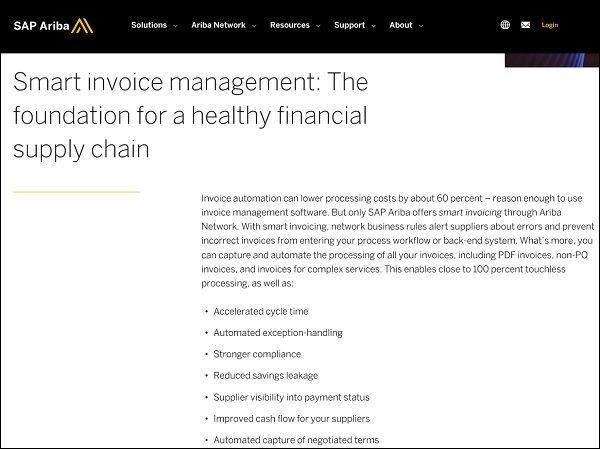 SAP Ariba
Solutions Ariba Network Resources Support About Login
Smart invoice management: The
foundation for a healthy financial
supply chain
Invoice automation can lower processing costs by about 60 percent – reason enough to use
invoice management software. But only SAP Ariba offers smart invoicing through Ariba
Network. With smart invoicing, network business rules alert suppliers about errors and prevent
incorrect invoices from entering your process workflow or back-end system. What's more, you
can capture and automate the processing of all your invoices, including PDF invoices, non-PO
invoices, and invoices for complex services. This enables close to 100 percent touchless
processing, as well as:
• Accelerated cycle time
• Automated exception-handling
• Stronger compliance
• Reduced savings leakage
• Supplier visibility into payment status
• Improved cash flow for your suppliers
• Automated capture of negotiated terms